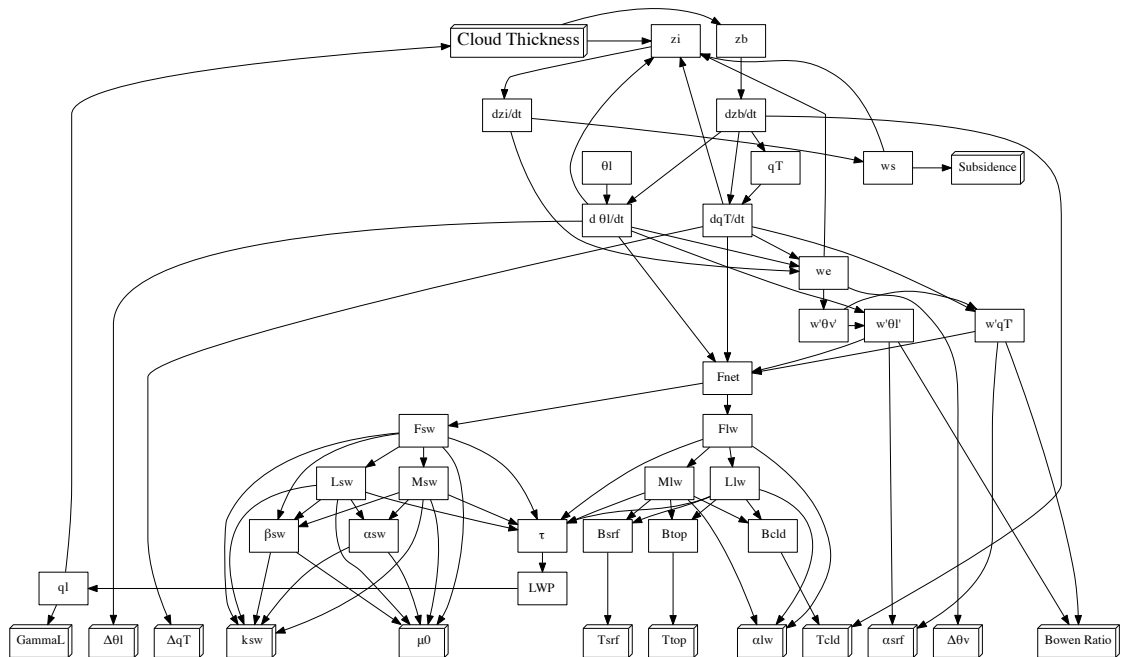 Cloud Thickness
zi
zb
dzi/dt
dzb/dt
θl
qT
ws
Subsidence
d θl/dt
dqT/dt
we
w'θv'
w'θl'
w'qT'
Fnet
Fsw
Flw
Lsw
Msw
Mlw
Llw
βsw
αsw
τ
Bsrf
Btop
Bcld
ql
LWP
GammaL
Δθl
ΔqT
ksw
μ0
Tsrf
Ttop
αlw
Tcld
αsrf
Δθv
Bowen Ratio